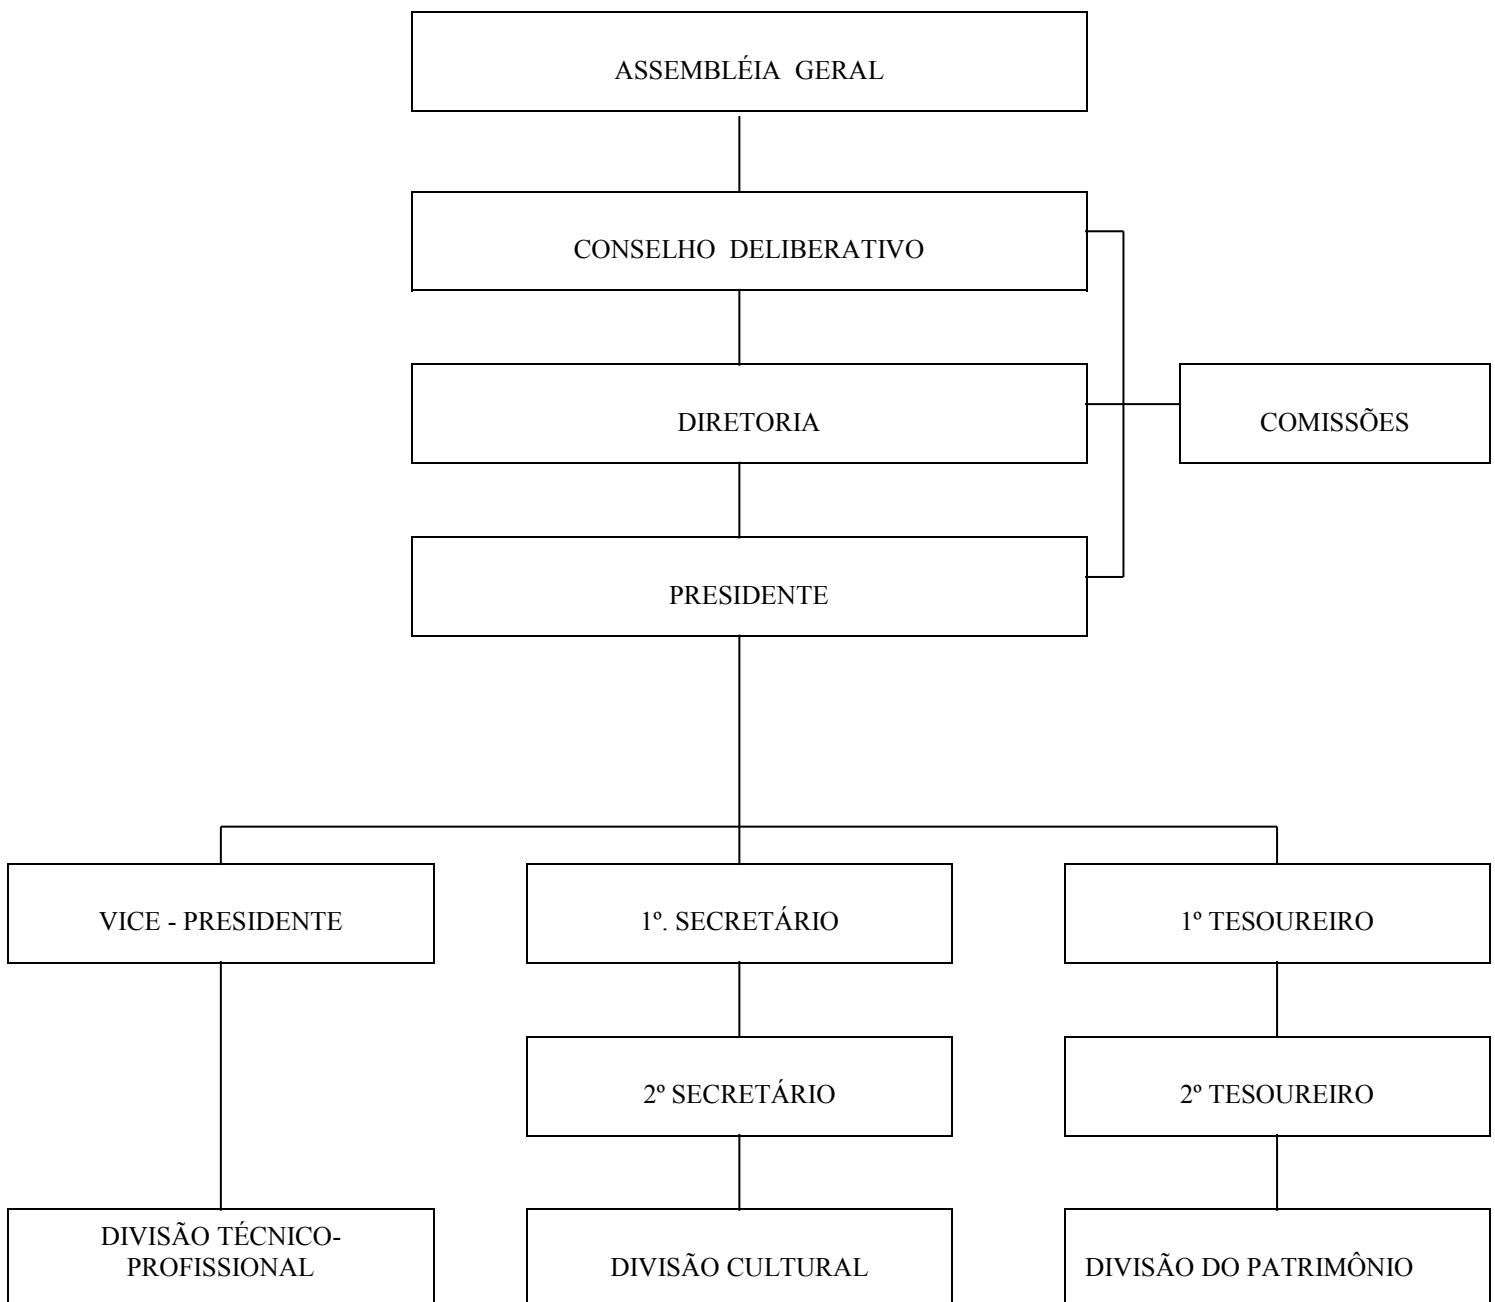 ASSEMBLÉIA GERAL
CONSELHO DELIBERATIVO
DIRETORIA
COMISSÕES
PRESIDENTE
VICE - PRESIDENTE
1º. SECRETÁRIO
1º TESOUREIRO
2º SECRETÁRIO
2º TESOUREIRO
DIVISÃO TÉCNICO-
PROFISSIONAL
DIVISÃO CULTURAL
DIVISÃO DO PATRIMÔNIO